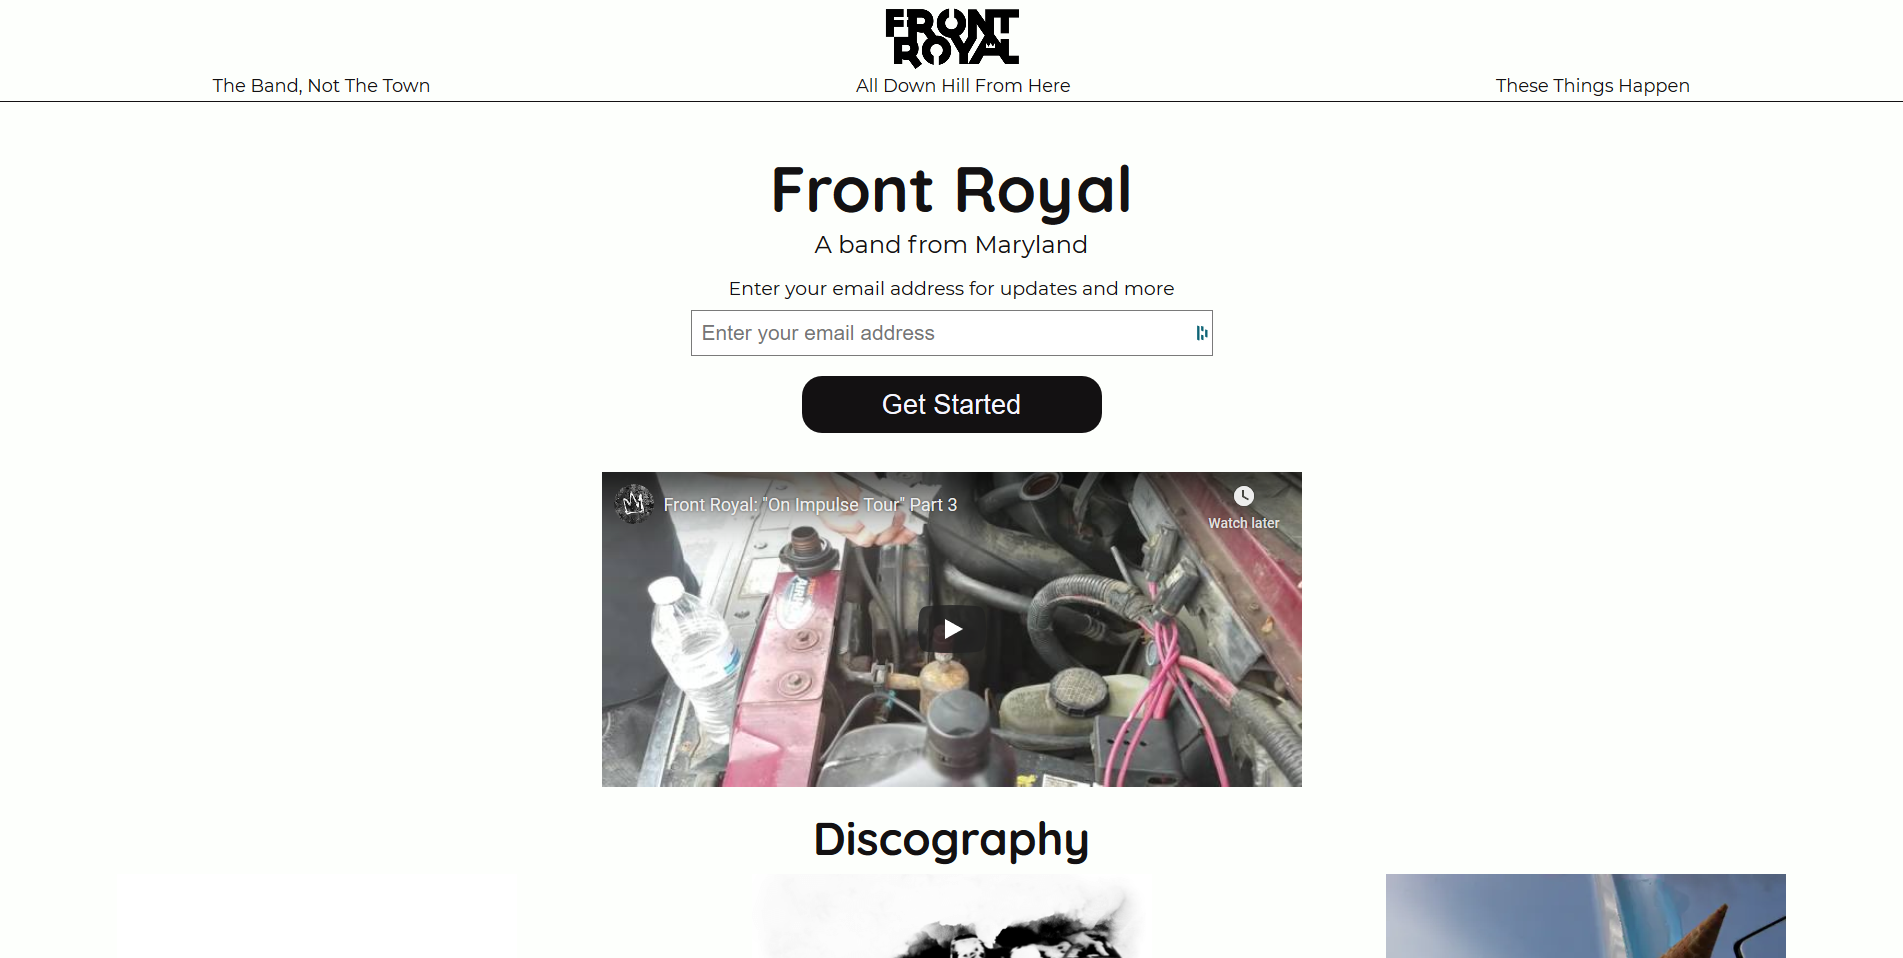 FRONT
ROYAL
The Band, Not The Town
All Down Hill From Here
These Things Happen
Front Royal
A band from Maryland
Enter your email address for updates and more
Enter your email address
Get Started
Front Royal: "On Impulse Tour" Part 3
Watch later
Discography